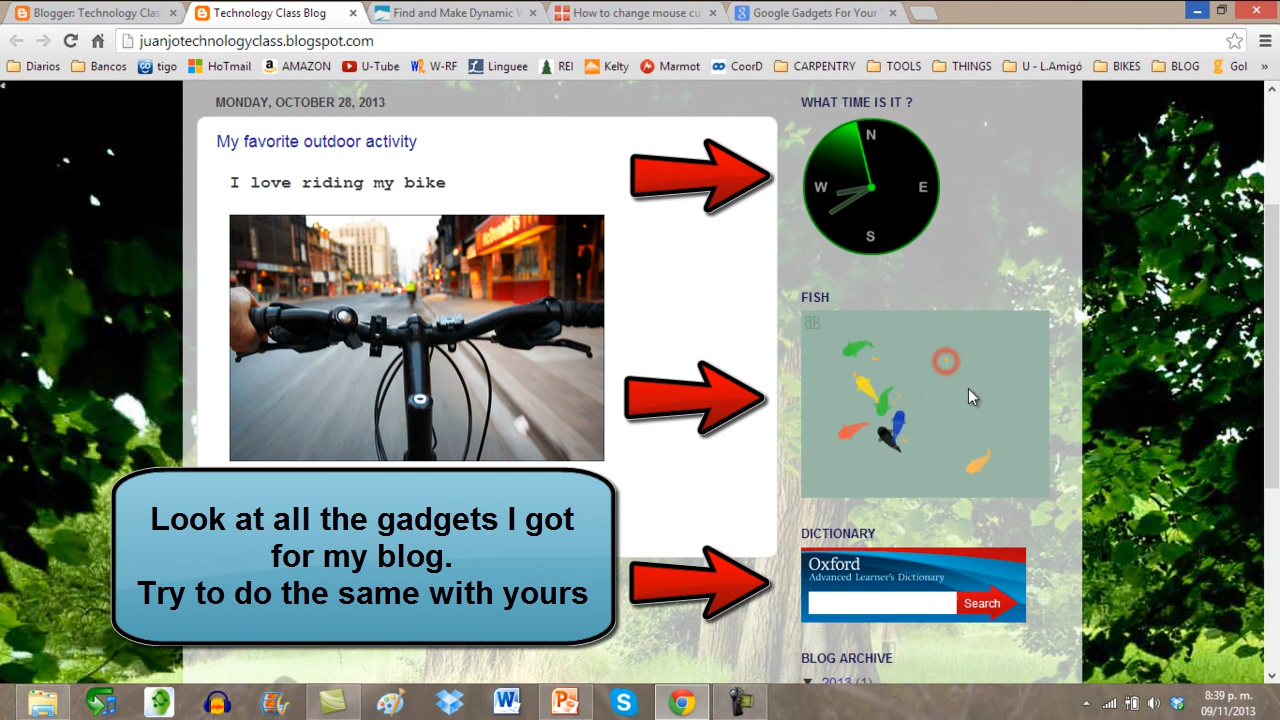 Blogger: Technology Clas
Technology Class Blog
Find and Make Dynamic V
How to change mouse cu
Google Gadgets For Your
juanjotechnologyclass.blogspot.com
Diarios
Bancos
tigo
HoTmail
AMAZON
U-Tube
W-RF
Linguee
REI
Kelty
Marmot
CoorD
CARPENTRY
TOOLS
THINGS
U - L.Amigó
BIKES
BLOG
Gol
»
MONDAY, OCTOBER 28, 2013
My favorite outdoor activity
I love riding my bike
McDonald's
Look at all the gadgets I got
for my blog.
Try to do the same with yours
WHAT TIME IS IT ?
N
W
E
S
FISH
aB
DICTIONARY
Oxford
Advanced Learner's Dictionary
Search
BLOG ARCHIVE
▼ 2013 (1)
8:39 p. m.
09/11/2013